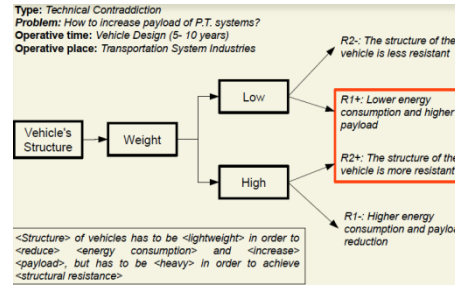 Type: Technical Contraddiction
Problem: How to increase payload of P.T. systems?
Operative time: Vehicle Design (5- 10 years)
Operative place: Transportation System Industries
R2-: The structure of the
vehicle is less resistant
Low
R1+: Lower energy
consumption and higher
payload
Vehicle's
Structure
Weight
R2+: The structure of the
vehicle is more resistant
High
R1-: Higher energy
consumption and payloa
reduction
<Structure> of vehicles has to be <lightweight> in order to
<reduce> <energy consumption> and <increase>
<payload>, but has to be <heavy> in order to achieve
<structural resistance>